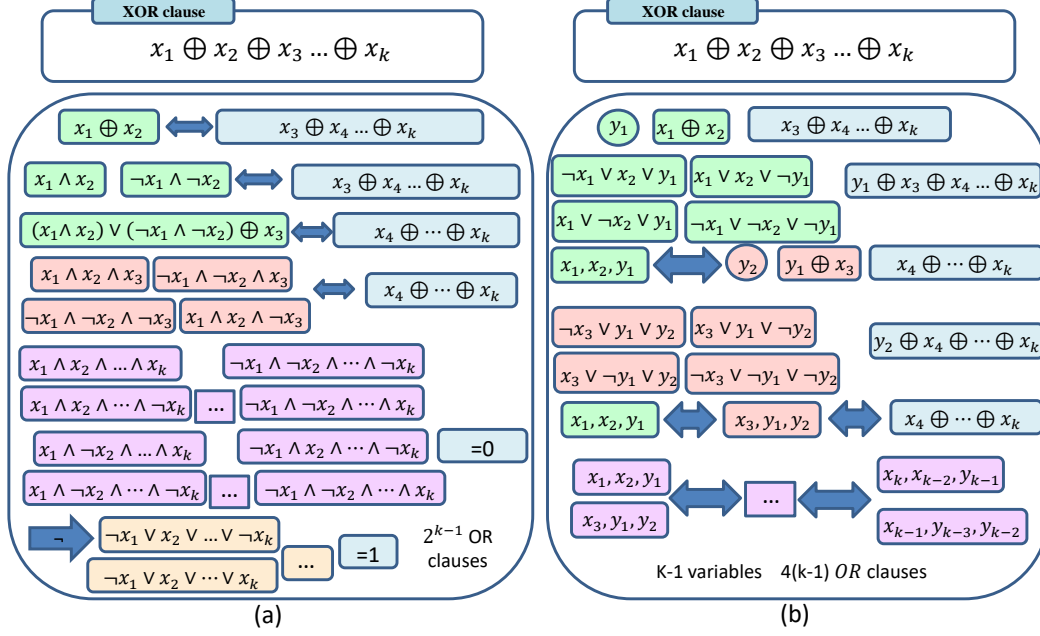 XOR clause
x₁ ⊕ x₂ ⊕ x₃ ... ⊕ xₖ
x₁ ⊕ x₂
x₃ ⊕ x₄ ... ⊕ xₖ
x₁ ∧ x₂
¬x₁ ∧ ¬x₂
x₃ ⊕ x₄ ... ⊕ xₖ
(x₁∧ x₂) ∨ (¬x₁ ∧ ¬x₂) ⊕ x₃
x₄ ⊕ ⋯ ⊕ xₖ
x₁ ∧ x₂ ∧ x₃
¬x₁ ∧ ¬x₂ ∧ x₃
x₄ ⊕ ⋯ ⊕ xₖ
¬x₁ ∧ ¬x₂ ∧ ¬x₃
x₁ ∧ x₂ ∧ ¬x₃
x₁ ∧ x₂ ∧ ... ∧ xₖ
¬x₁ ∧ ¬x₂ ∧ ⋯ ∧ ¬xₖ
x₁ ∧ x₂ ∧ ⋯ ∧ ¬xₖ
...
¬x₁ ∧ ¬x₂ ∧ ⋯ ∧ xₖ
x₁ ∧ ¬x₂ ∧ ... ∧ xₖ
¬x₁ ∧ x₂ ∧ ⋯ ∧ ¬xₖ
=0
x₁ ∧ ¬x₂ ∧ ⋯ ∧ ¬xₖ
...
¬x₁ ∧ ¬x₂ ∧ ⋯ ∧ xₖ
¬
¬x₁ ∨ x₂ ∨ ... ∨ ¬xₖ
¬x₁ ∨ x₂ ∨ ⋯ ∨ xₖ
...
=1
2ᵏ⁻¹ OR
clauses
(a)
XOR clause
x₁ ⊕ x₂ ⊕ x₃ ... ⊕ xₖ
y₁
x₁ ⊕ x₂
x₃ ⊕ x₄ ... ⊕ xₖ
¬x₁ ∨ x₂ ∨ y₁
x₁ ∨ x₂ ∨ ¬y₁
y₁ ⊕ x₃ ⊕ x₄ ... ⊕ xₖ
x₁ ∨ ¬x₂ ∨ y₁
¬x₁ ∨ ¬x₂ ∨ ¬y₁
x₁, x₂, y₁
y₂
y₁ ⊕ x₃
x₄ ⊕ ⋯ ⊕ xₖ
¬x₃ ∨ y₁ ∨ y₂
x₃ ∨ y₁ ∨ ¬y₂
y₂ ⊕ x₄ ⊕ ⋯ ⊕ xₖ
x₃ ∨ ¬y₁ ∨ y₂
¬x₃ ∨ ¬y₁ ∨ ¬y₂
x₁, x₂, y₁
x₃, y₁, y₂
x₄ ⊕ ⋯ ⊕ xₖ
x₁, x₂, y₁
x₃, y₁, y₂
...
xₖ, xₖ₋₂, yₖ₋₁
xₖ₋₁, yₖ₋₃, yₖ₋₂
K-1 variables 4(k-1) OR clauses
(b)